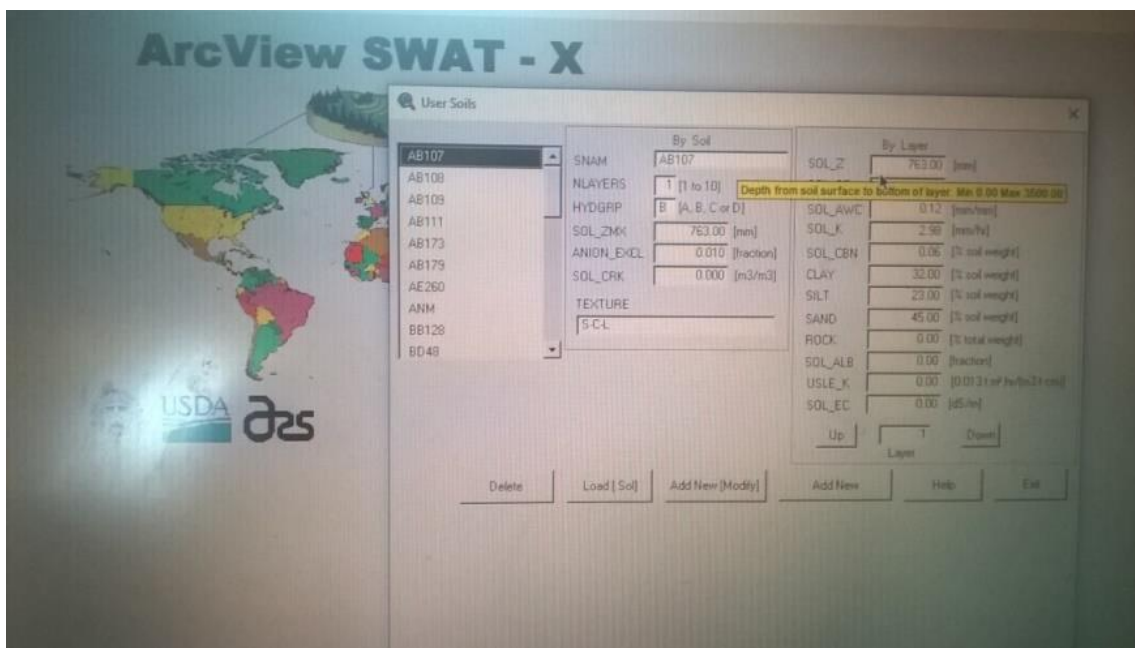 ArcView SWAT - X
User Soils
AB107
AB108
AB109
AB111
AB173
AB179
AE260
ANM
BB128
BD48
By Soil
SNAM AB107
NLAYERS 1 [1 to 10]
HYDGRP B [A, B, C or D]
SOL_ZMX 763.00 [mm]
ANION_EXCL 0.010 [fraction]
SOL_CRK 0.000 [m3/m3]
TEXTURE
S-C-L
By Layer
SOL_Z 763.00 [mm]
Depth from soil surface to bottom of layer. Min 0.00 Max 3500.00
SOL_AWC 0.12 [mm/mm]
SOL_K 2.98 [mm/hr]
SOL_CBN 0.06 [% soil weight]
CLAY 32.00 [% soil weight]
SILT 23.00 [% soil weight]
SAND 45.00 [% soil weight]
ROCK 0.00 [% total weight]
SOL_ALB 0.00 [fraction]
USLE_K 0.00
SOL_EC 0.00 [dS/m]
Up 1 Down
Layer
Delete Load [.Sol] Add New [Modify] Add New Help Exit
USDA